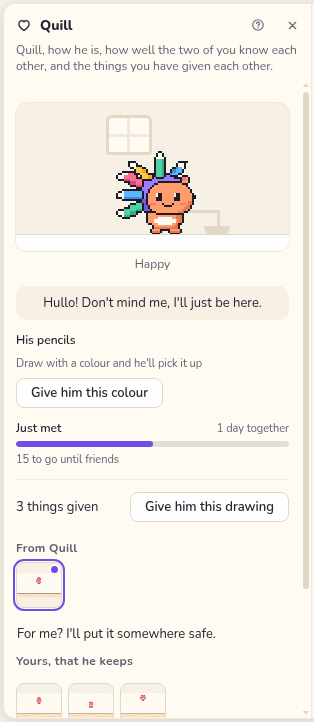 Quill
Quill, how he is, how well the two of you know each
other, and the things you have given each other.
Happy
Hullo! Don't mind me, I'll just be here.
His pencils
Draw with a colour and he'll pick it up
Give him this colour
Just met
1 day together
15 to go until friends
3 things given
Give him this drawing
From Quill
For me? I'll put it somewhere safe.
Yours, that he keeps